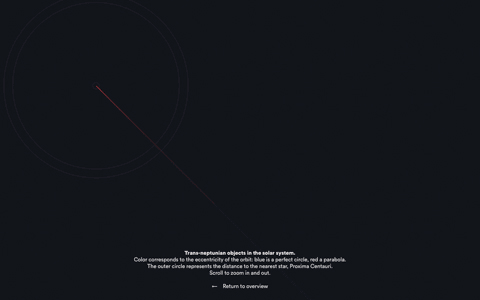 Trans-neptunian objects in the solar system.
Color corresponds to the eccentricity of the orbit: blue is a perfect circle, red a parabola.
The outer circle represents the distance to the nearest star, Proxima Centauri.
Scroll to zoom in and out.
← Return to overview